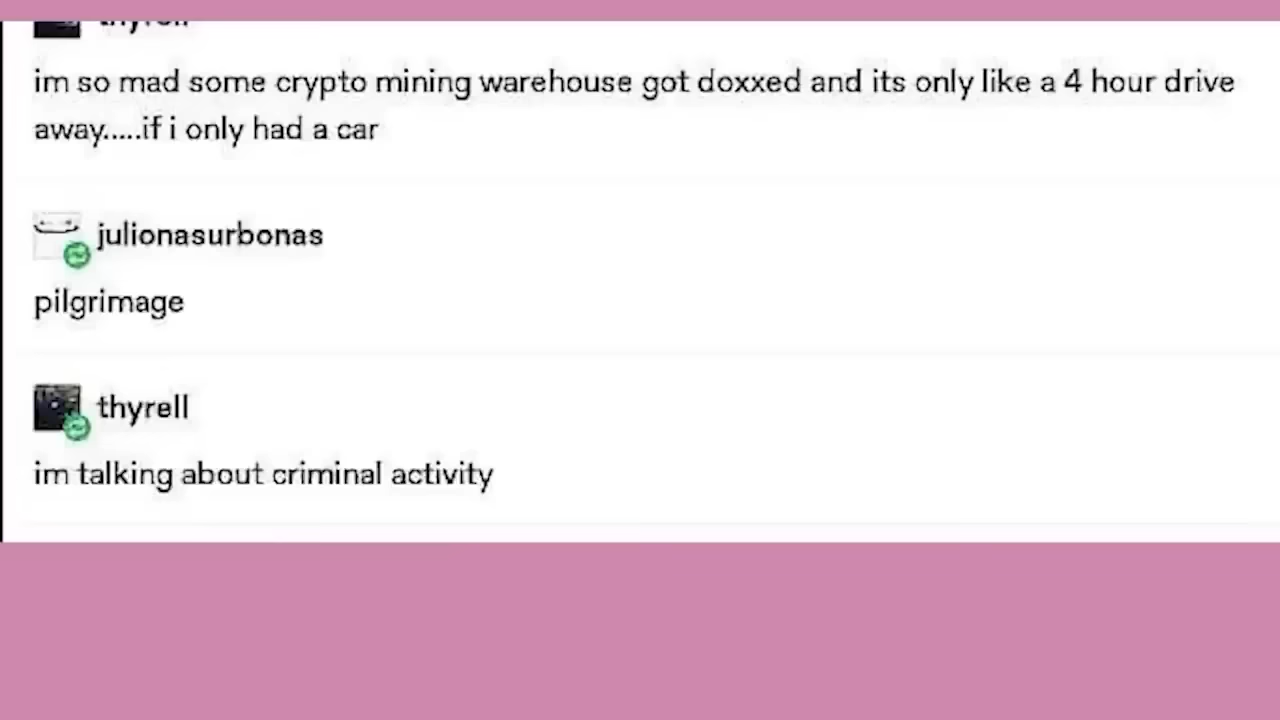 thyrell
im so mad some crypto mining warehouse got doxxed and its only like a 4 hour drive
away.....if i only had a car
julionasurbonas
pilgrimage
thyrell
im talking about criminal activity